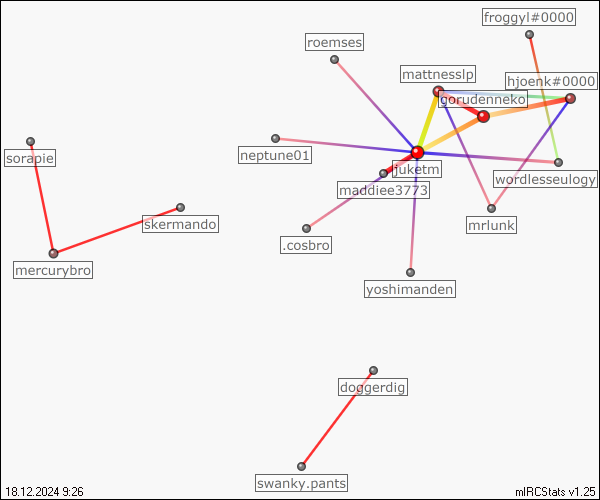 froggyl#0000
roemses
mattnesslp
hjoenk#0000
gorudenneko
sorapie
neptune01
juketm
wordlesseulogy
maddiee3773
skermando
mrlunk
.cosbro
mercurybro
yoshimanden
doggerdig
swanky.pants
18.12.2024 9:26
mIRCStats v1.25